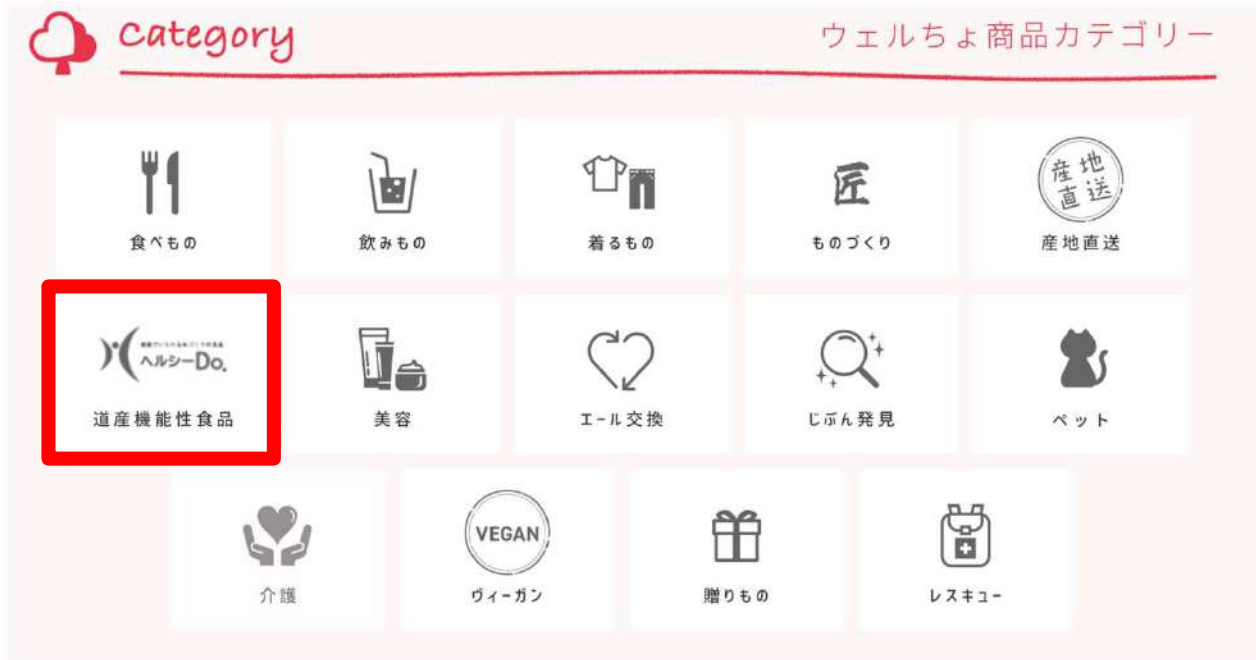 Category
ウェルちょ商品カテゴリー
食べもの
飲みもの
着るもの
匠
ものづくり
産地
直送
産地直送
ヘルシーDo.
道産機能性食品
美容
エール交換
じぶん発見
ペット
介護
VEGAN
ヴィーガン
贈りもの
レスキュー